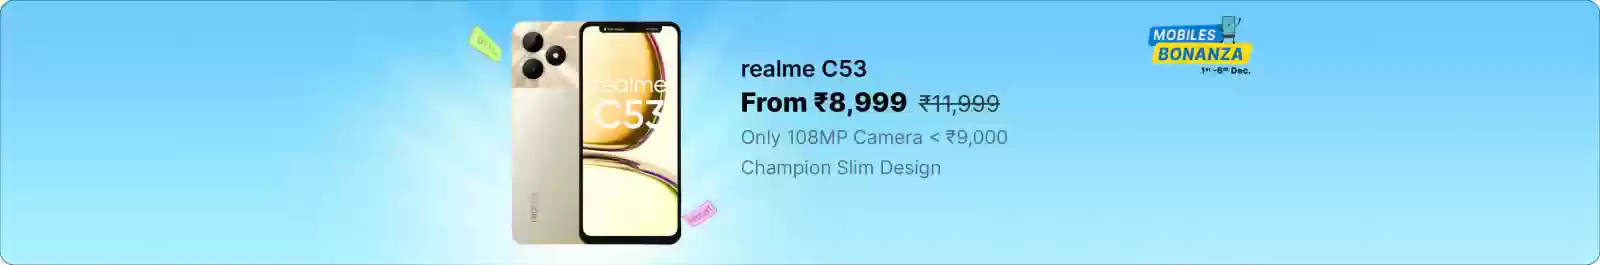 MOBILES
BONANZA
1st -6th Dec.
realme C53
From ₹8,999 ₹11,999
Only 108MP Camera < ₹9,000
Champion Slim Design
realme
C53